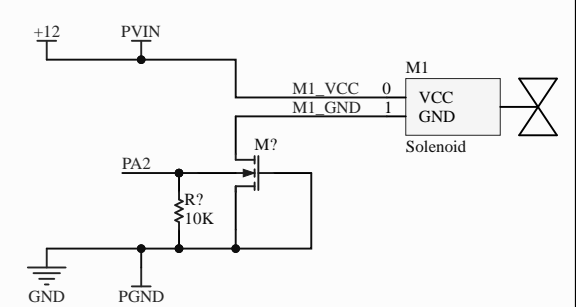 +12 PVIN
M1
M1_VCC 0 VCC
M1_GND 1 GND
Solenoid
M?
PA2
R?
10K
GND PGND